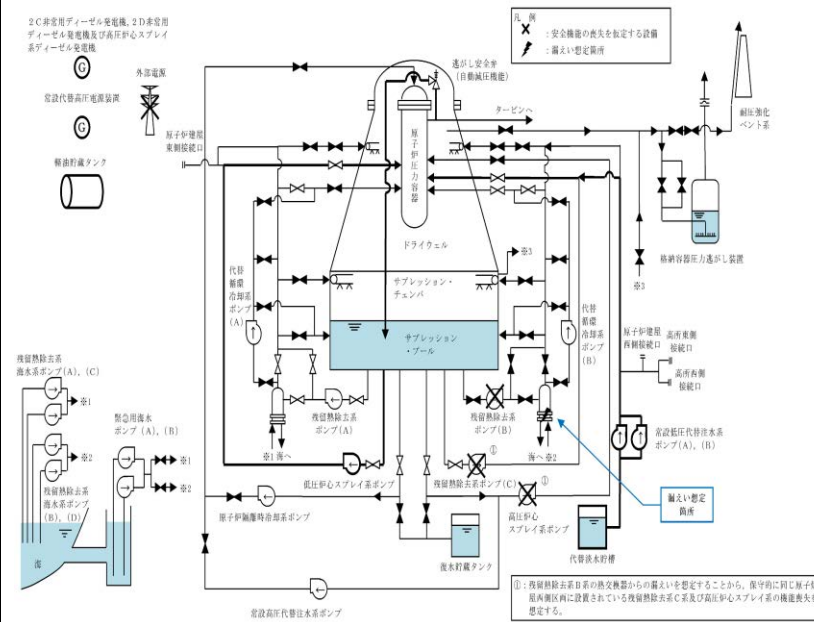 2C非常用ディーゼル発電機，2D非常用
ディーゼル発電機及び高圧炉心スプレイ
系ディーゼル発電機
G
外部電源
常設代替高圧電源装置
G
軽油貯蔵タンク
凡 例
：安全機能の喪失を仮定する設備
：漏えい想定箇所
逃がし安全弁
（自動減圧機能）
タービンへ
耐圧強化
ベント系
原子炉建屋
東側接続口
原子炉圧力容器
ドライウェル
格納容器圧力逃がし装置
※3
※3
サプレッション・
チェンバ
サプレッション
・プール
代替
循環
冷却系
ポンプ
(A)
代替
循環
冷却系
ポンプ
(B)
原子炉建屋
西側接続口
高所東側
接続口
高所西側
接続口
残留熱除去系
海水系ポンプ(A)，(C)
※1
※2
残留熱除去系
海水系ポンプ
(B)，(D)
緊急用海水
ポンプ(A)，(B)
※1
※2
海
残留熱除去系
ポンプ(A)
※1 海へ
残留熱除去系
ポンプ(B)
海へ ※2
常設低圧代替注水系
ポンプ(A)，(B)
低圧炉心スプレイ系ポンプ
残留熱除去系ポンプ(C)
①
①
漏えい想定
箇所
原子炉隔離時冷却系ポンプ
高圧炉心
スプレイ系ポンプ
復水貯蔵タンク
代替淡水貯槽
常設高圧代替注水系ポンプ
①：残留熱除去系B系の熱交換器からの漏えいを想定することから，保守的に同じ原子炉建
屋西側区画に設置されている残留熱除去系C系及び高圧炉心スプレイ系の機能喪失を
想定する。